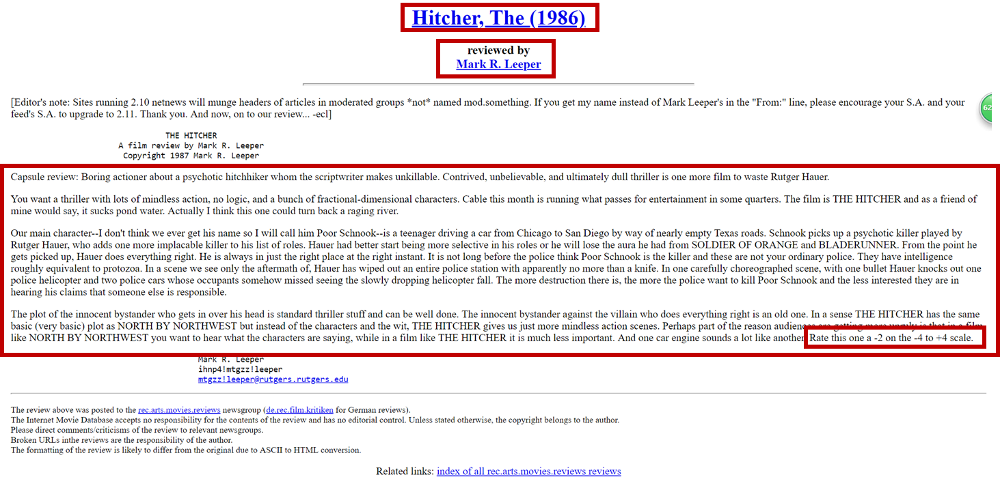 Hitcher, The (1986)
reviewed by
Mark R. Leeper
[Editor's note: Sites running 2.10 netnews will munge headers of articles in moderated groups *not* named mod.something. If you get my name instead of Mark Leeper's in the "From:" line, please encourage your S.A. and your
feed's S.A. to upgrade to 2.11. Thank you. And now, on to our review... -ecl]
62
THE HITCHER
A film review by Mark R. Leeper
Copyright 1987 Mark R. Leeper
Capsule review: Boring actioner about a psychotic hitchhiker whom the scriptwriter makes unkillable. Contrived, unbelievable, and ultimately dull thriller is one more film to waste Rutger Hauer.
You want a thriller with lots of mindless action, no logic, and a bunch of fractional-dimensional characters. Cable this month is running what passes for entertainment in some quarters. The film is THE HITCHER and as a friend of
mine would say, it sucks pond water. Actually I think this one could turn back a raging river.
Our main character--I don't think we ever get his name so I will call him Poor Schnook--is a teenager driving a car from Chicago to San Diego by way of nearly empty Texas roads. Schnook picks up a psychotic killer played by
Rutger Hauer, who adds one more implacable killer to his list of roles. Hauer had better start being more selective in his roles or he will lose the aura he had from SOLDIER OF ORANGE and BLADERUNNER. From the point he
gets picked up, Hauer does everything right. He is always in just the right place at the right instant. It is not long before the police think Poor Schnook is the killer and these are not your ordinary police. They have intelligence
roughly equivalent to protozoa. In a scene we see only the aftermath of, Hauer has wiped out an entire police station with apparently no more than a knife. In one carefully choreographed scene, with one bullet Hauer knocks out one
police helicopter and two police cars whose occupants somehow missed seeing the slowly dropping helicopter fall. The more destruction there is, the more the police want to kill Poor Schnook and the less interested they are in
hearing his claims that someone else is responsible.
The plot of the innocent bystander who gets in over his head is standard thriller stuff and can be well done. The innocent bystander against the villain who does everything right is an old one. In a sense THE HITCHER has the same
basic (very basic) plot as NORTH BY NORTHWEST but instead of the characters and the wit, THE HITCHER gives us just more mindless action scenes. Perhaps part of the reason audiences are getting more unruly is that in a film
like NORTH BY NORTHWEST you want to hear what the characters are saying, while in a film like THE HITCHER it is much less important. And one car engine sounds a lot like another. Rate this one a -2 on the -4 to +4 scale.
Mark R. Leeper
ihnp4!mtgzz!leeper
mtgzz!leeper@rutgers.rutgers.edu
The review above was posted to the rec.arts.movies.reviews newsgroup (de.rec.film.kritiken for German reviews).
The Internet Movie Database accepts no responsibility for the contents of the review and has no editorial control. Unless stated otherwise, the copyright belongs to the author.
Please direct comments/criticisms of the review to relevant newsgroups.
Broken URLs inthe reviews are the responsibility of the author.
The formatting of the review is likely to differ from the original due to ASCII to HTML conversion.
Related links: index of all rec.arts.movies.reviews reviews